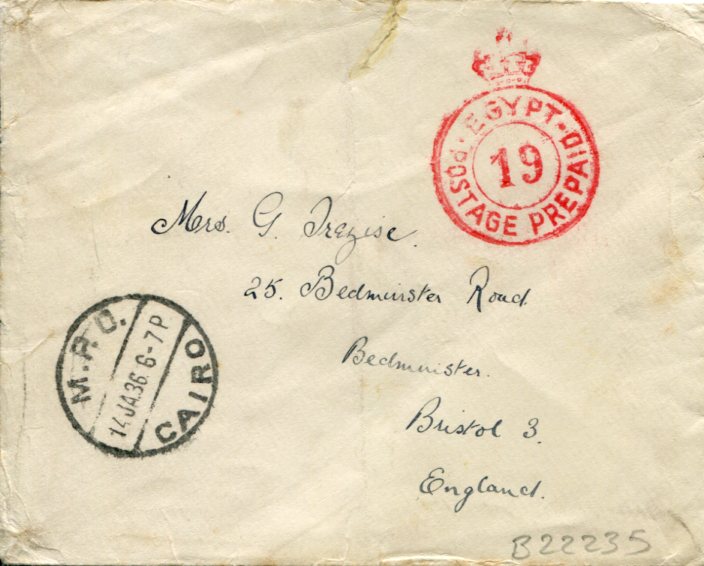 EGYPT·
POSTAGE PREPAID·
19
Mrs. G. Trezise.
25. Bedminster Road.
Bedminster.
Bristol 3.
England.
M.P.O.
14 JA 36. 6-7P
CAIRO
B22235